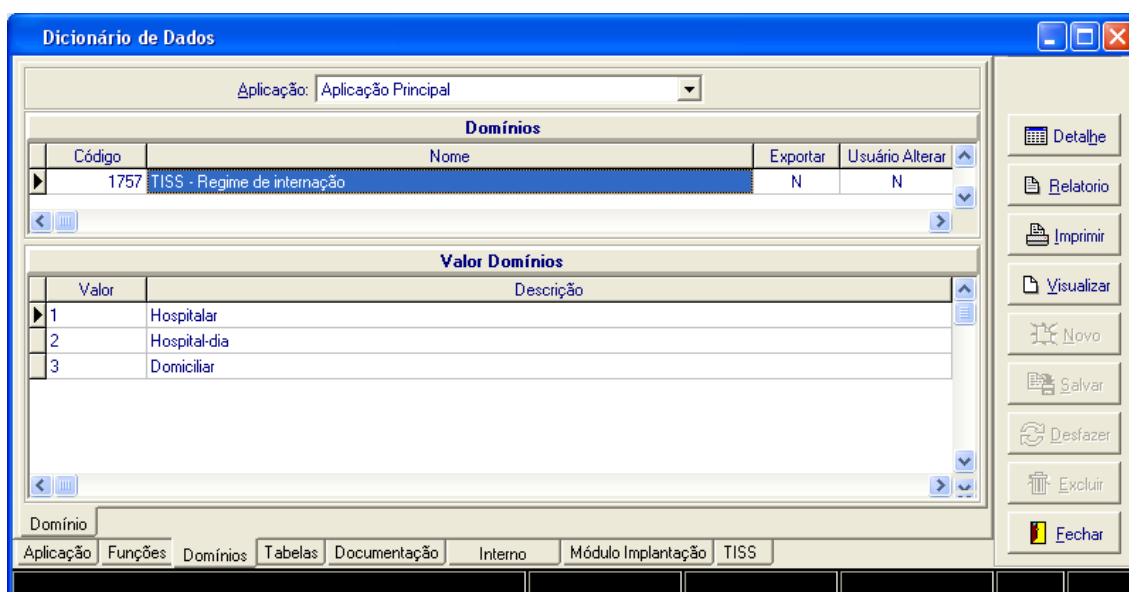 Dicionário de Dados
Aplicação: Aplicação Principal
Domínios
Código Nome Exportar Usuário Alterar
1757 TISS - Regime de internação N N
Valor Domínios
Valor Descrição
1 Hospitalar
2 Hospital-dia
3 Domiciliar
Domínio
Aplicação Funções Domínios Tabelas Documentação Interno Módulo Implantação TISS
Detalhe
Relatorio
Imprimir
Visualizar
Novo
Salvar
Desfazer
Excluir
Fechar